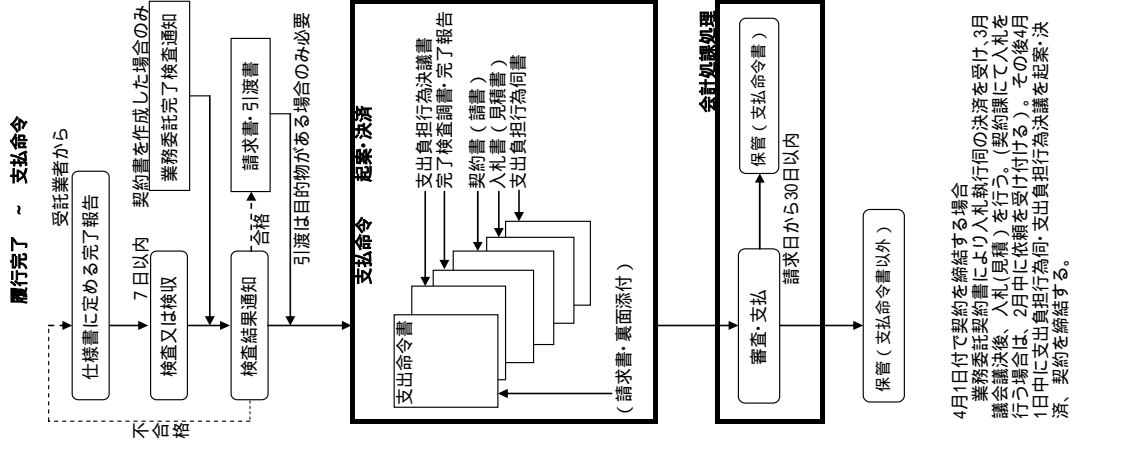 履行完了　～　支払命令
受託業者から
仕様書に定める完了報告
不合格
7日以内
検査又は検収
契約書を作成した場合のみ
業務委託完了検査通知
検査結果通知
合格
請求書・引渡書
引渡は目的物がある場合のみ必要
支払命令　　起案・決済
支出命令書
支出負担行為決議書
完了検査調書・完了報告
契約書（請書）
入札書（見積書）
支出負担行為伺書
（請求書・裏面添付）
会計処課処理
審査・支払
保管（支払命令書）
請求日から30日以内
保管（支払命令書以外）
4月1日付で契約を締結する場合
業務委託契約書により入札執行伺の決済を受け、3月
議会議決後、入札(見積)を行う。(契約課にて入札を
行う場合は、2月中に依頼を受け付ける)。その後4月
1日中に支出負担行為伺・支出負担行為決議を起案・決
済、契約を締結する。